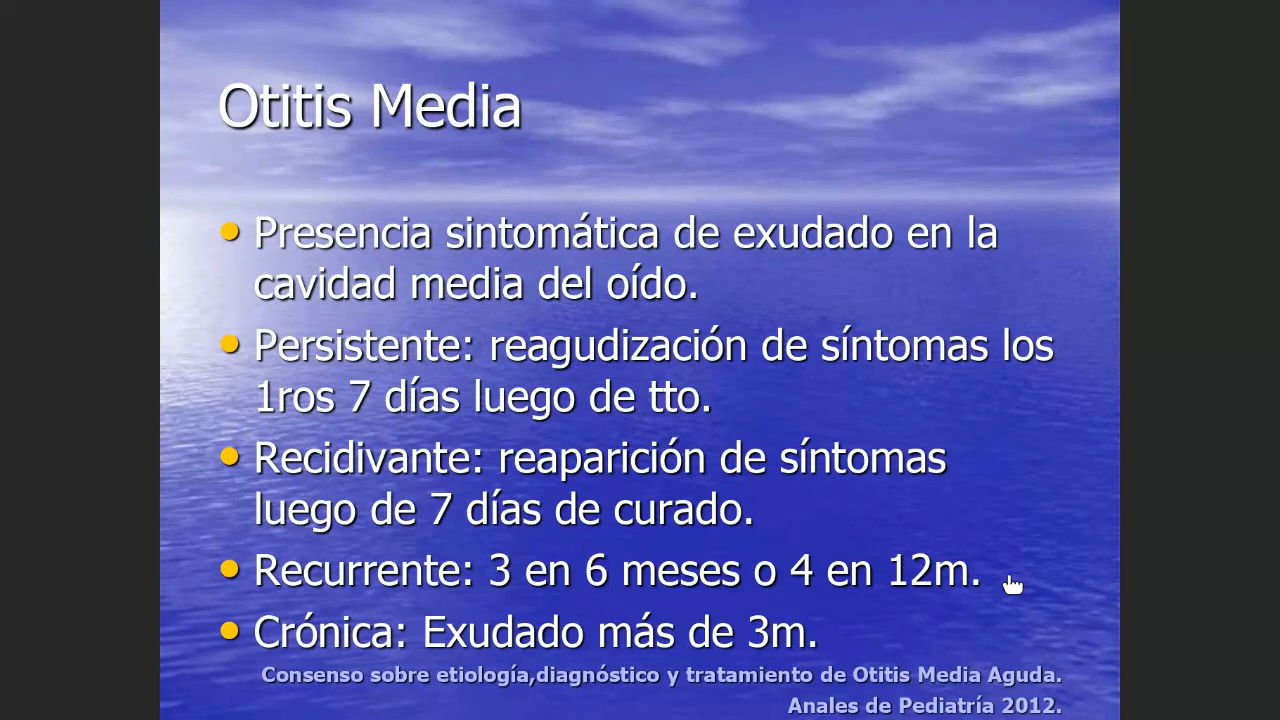 Otitis Media
• Presencia sintomática de exudado en la
cavidad media del oído.
• Persistente: reagudización de síntomas los
1ros 7 días luego de tto.
• Recidivante: reaparición de síntomas
luego de 7 días de curado.
• Recurrente: 3 en 6 meses o 4 en 12m.
• Crónica: Exudado más de 3m.
Consenso sobre etiología,diagnóstico y tratamiento de Otitis Media Aguda.
Anales de Pediatría 2012.